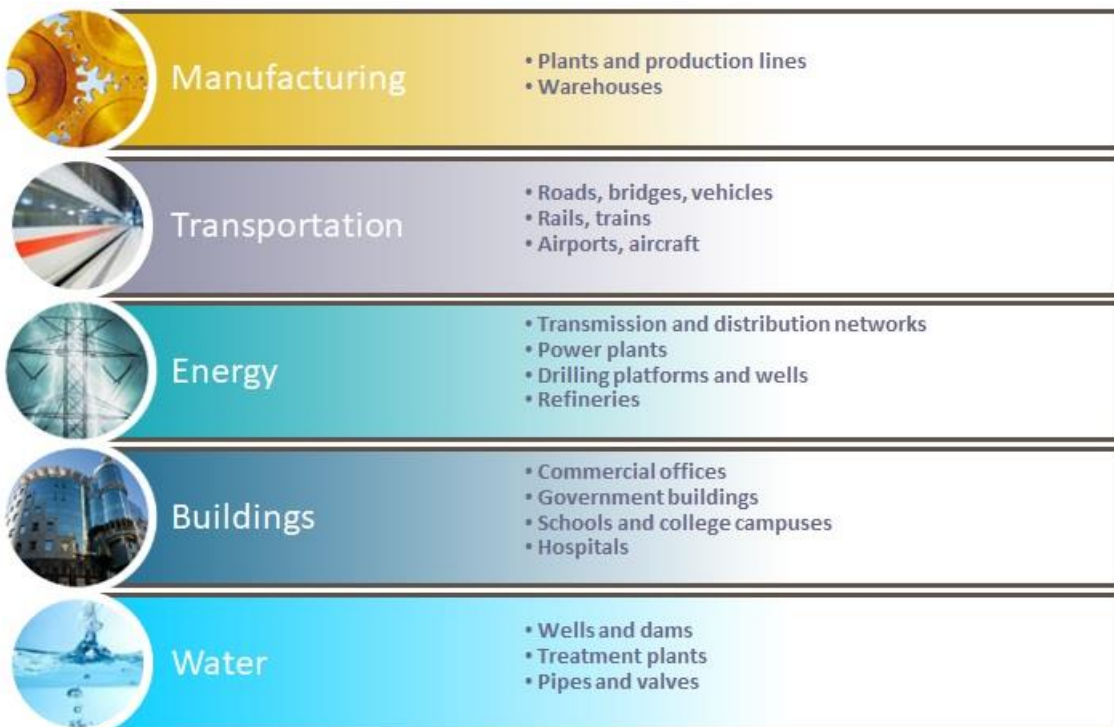 Manufacturing
• Plants and production lines
• Warehouses
Transportation
• Roads, bridges, vehicles
• Rails, trains
• Airports, aircraft
Energy
• Transmission and distribution networks
• Power plants
• Drilling platforms and wells
• Refineries
Buildings
• Commercial offices
• Government buildings
• Schools and college campuses
• Hospitals
Water
• Wells and dams
• Treatment plants
• Pipes and valves